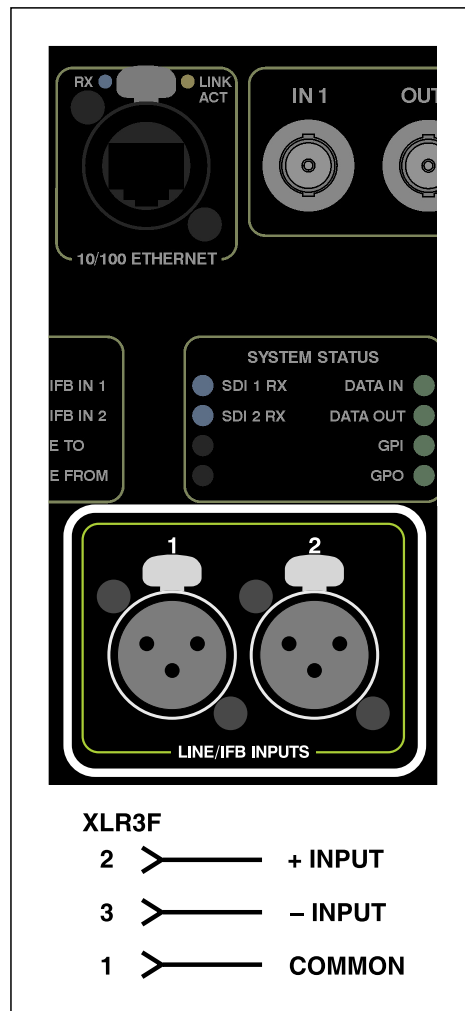 RX LINK
ACT
10/100 ETHERNET
IN 1 OUT
IFB IN 1
IFB IN 2
E TO
E FROM
SYSTEM STATUS
SDI 1 RX DATA IN
SDI 2 RX DATA OUT
GPI
GPO
1 2
LINE/IFB INPUTS
XLR3F
2 + INPUT
3 – INPUT
1 COMMON